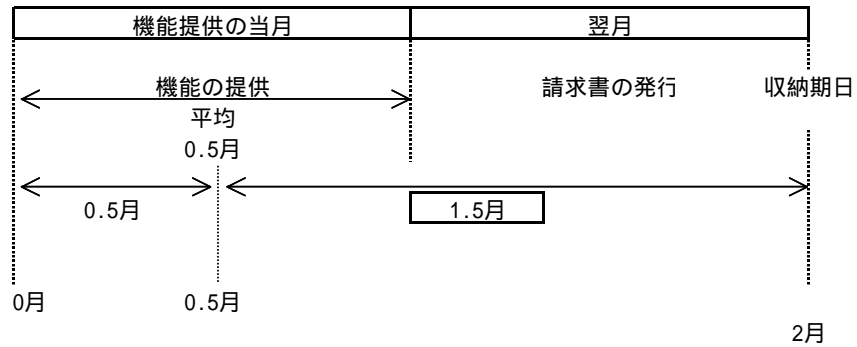 機能提供の当月 翌月
機能の提供 請求書の発行 収納期日
平均
0.5月
0.5月 1.5月
0月 0.5月
2月